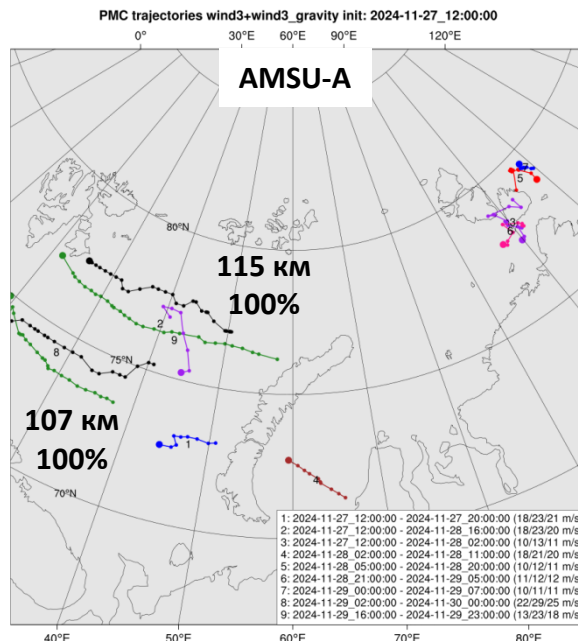 PMC trajectories wind3+wind3_gravity init: 2024-11-27_12:00:00
0° 30°E 60°E 90°E 120°E
AMSU-A
5
80°N
3
6
115 км
100%
2
9
8
75°N
107 км
100%
1
4
70°N
1: 2024-11-27_12:00:00 - 2024-11-27_20:00:00 (18/23/21 m/s
2: 2024-11-27_12:00:00 - 2024-11-28_16:00:00 (18/23/20 m/s
3: 2024-11-27_12:00:00 - 2024-11-28_02:00:00 (10/13/11 m/s
4: 2024-11-28_02:00:00 - 2024-11-28_11:00:00 (18/21/20 m/s
5: 2024-11-28_05:00:00 - 2024-11-28_20:00:00 (10/12/11 m/s
6: 2024-11-28_21:00:00 - 2024-11-29_05:00:00 (11/12/12 m/s
7: 2024-11-29_00:00:00 - 2024-11-29_07:00:00 (10/11/11 m/s
8: 2024-11-29_02:00:00 - 2024-11-30_00:00:00 (22/29/25 m/s
9: 2024-11-29_16:00:00 - 2024-11-29_23:00:00 (13/23/18 m/s
40°E 50°E 60°E 70°E 80°E